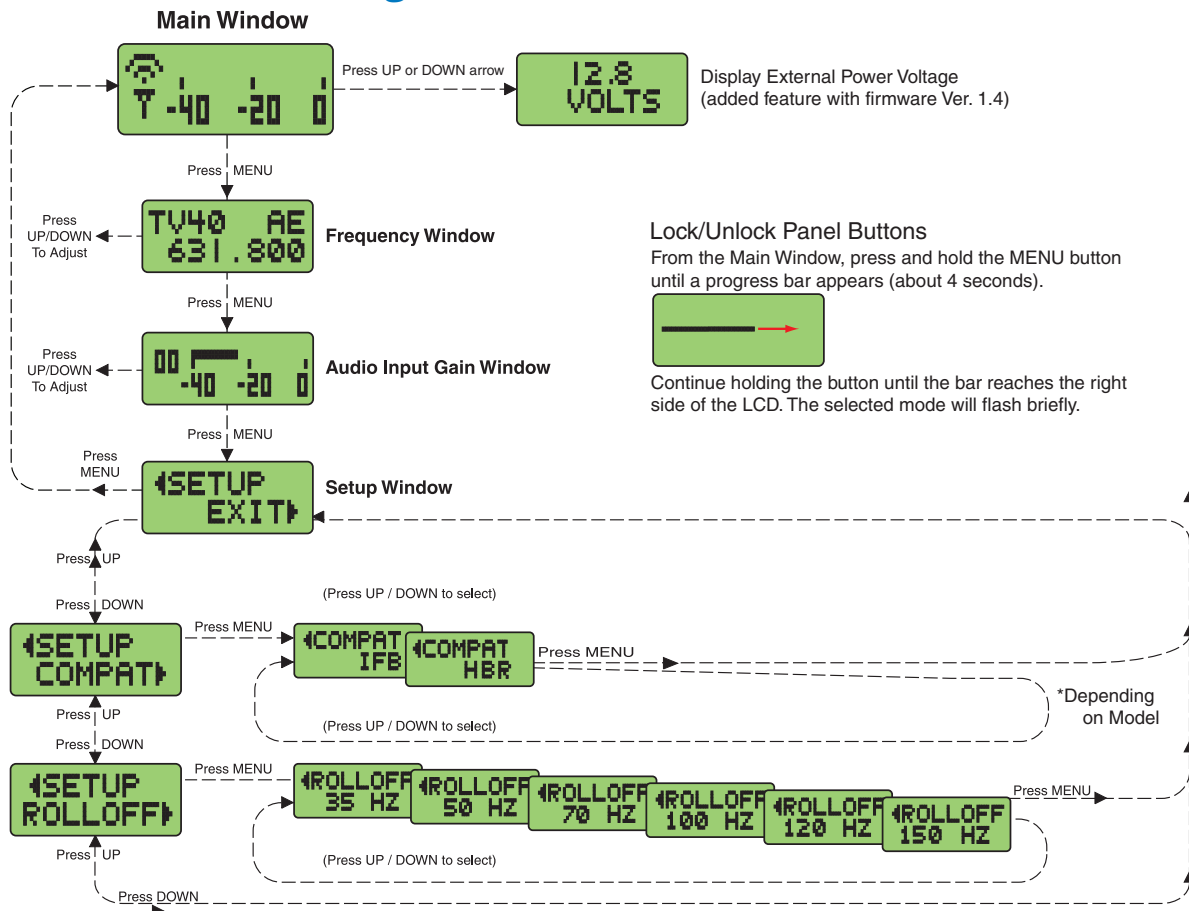 Main Window
-40 -20 0
Press UP or DOWN arrow
12.8
VOLTS
Display External Power Voltage
(added feature with firmware Ver. 1.4)
Press MENU
Press
UP/DOWN
To Adjust
TV40 AE
631.800
Frequency Window
Press MENU
Press
UP/DOWN
To Adjust
00
-40 -20 0
Audio Input Gain Window
Press MENU
Press
MENU
SETUP
EXIT
Setup Window
Lock/Unlock Panel Buttons
From the Main Window, press and hold the MENU button
until a progress bar appears (about 4 seconds).
Continue holding the button until the bar reaches the right
side of the LCD. The selected mode will flash briefly.
Press UP
Press DOWN
SETUP
COMPAT
Press MENU
(Press UP / DOWN to select)
COMPAT
IFB
COMPAT
HBR
Press MENU
(Press UP / DOWN to select)
*Depending
on Model
Press UP
Press DOWN
SETUP
ROLLOFF
Press MENU
ROLLOFF
35 HZ
ROLLOFF
50 HZ
ROLLOFF
70 HZ
ROLLOFF
100 HZ
ROLLOFF
120 HZ
ROLLOFF
150 HZ
Press MENU
(Press UP / DOWN to select)
Press UP
Press DOWN